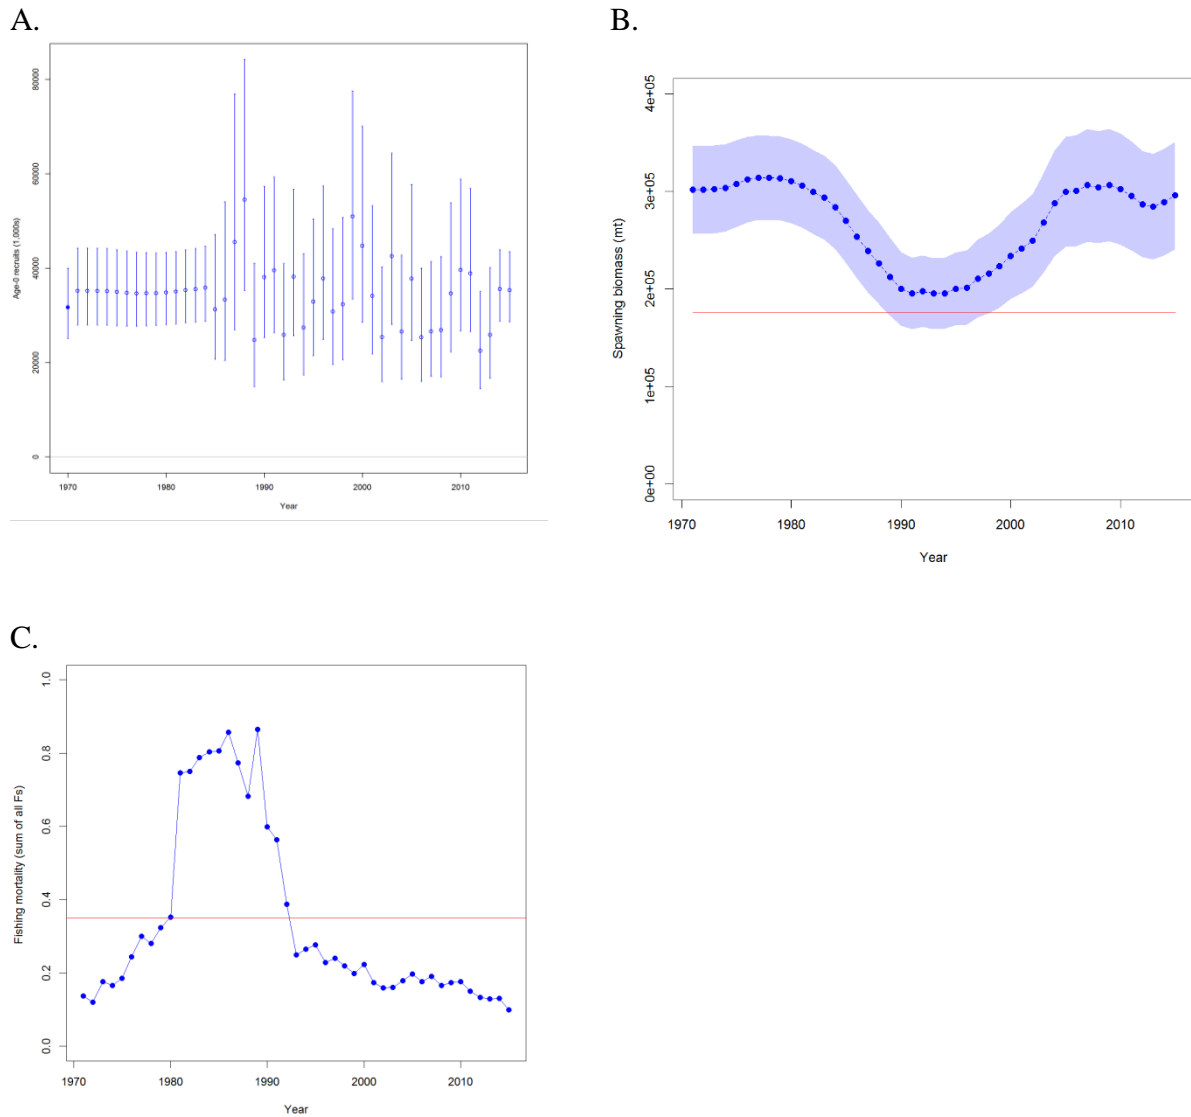 A.
Age-0 recruits (1,000s)
80000
60000
40000
20000
0
1970 1980 1990 2000 2010
Year
B.
Spawning biomass (mt)
4e+05
3e+05
2e+05
1e+05
0e+00
1970 1980 1990 2000 2010
Year
C.
Fishing mortality (sum of all Fs)
1.0
0.8
0.6
0.4
0.2
0.0
1970 1980 1990 2000 2010
Year